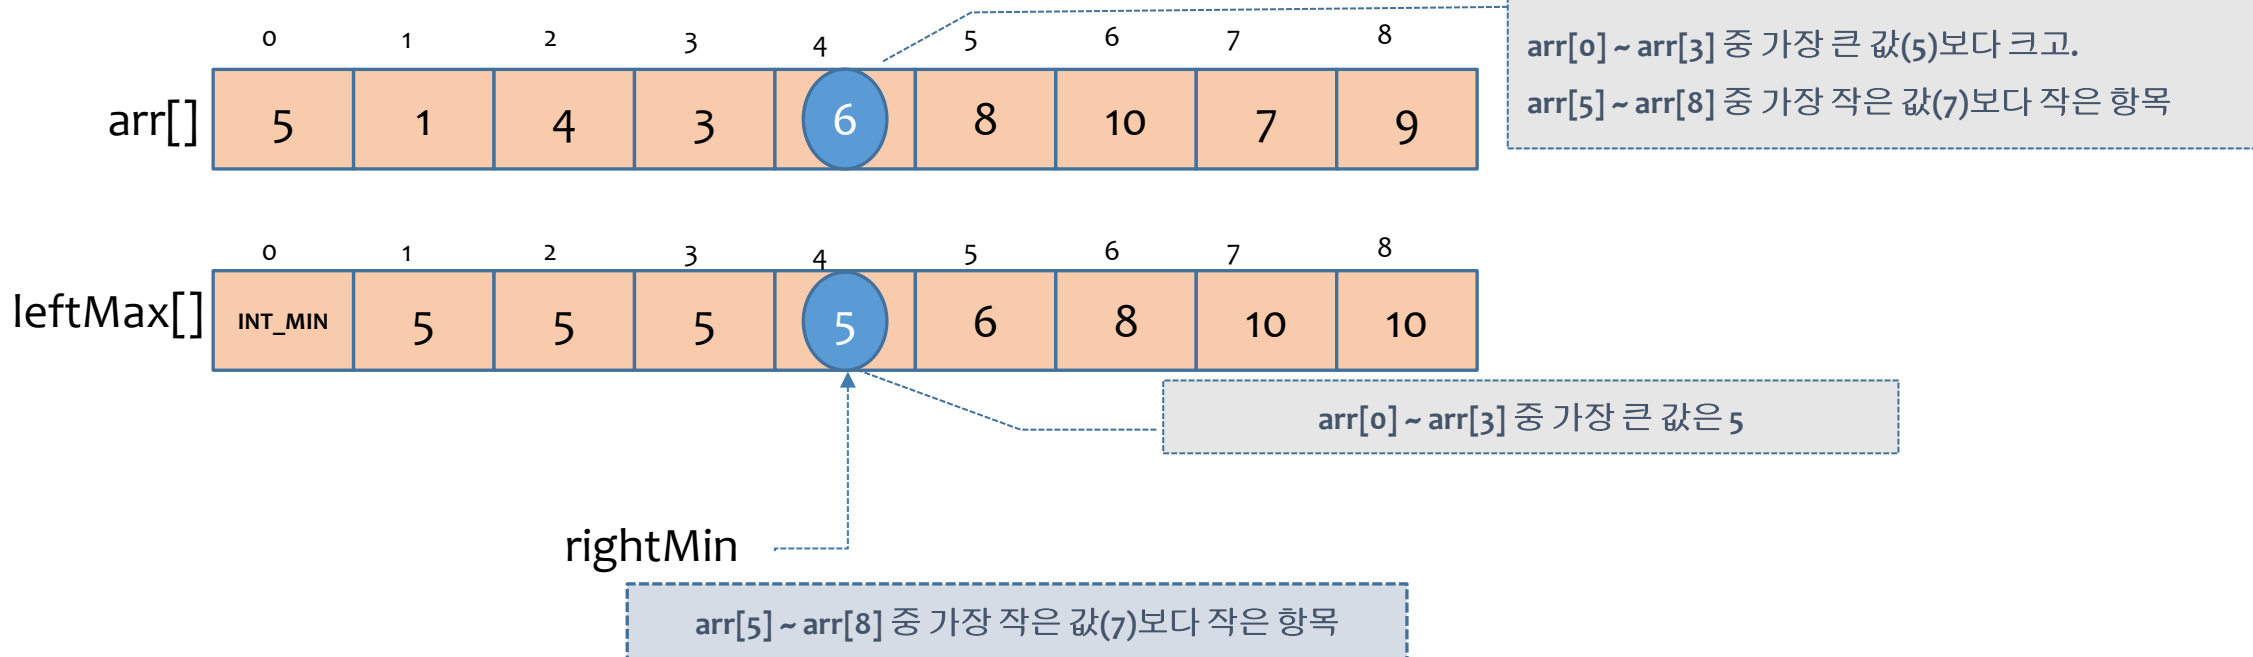 0 1 2 3 4 5 6 7 8
arr[0] ~ arr[3] 중 가장 큰 값(5)보다 크고.
arr[5] ~ arr[8] 중 가장 작은 값(7)보다 작은 항목
arr[] 5 1 4 3 6 8 10 7 9
0 1 2 3 4 5 6 7 8
leftMax[] INT_MIN 5 5 5 5 6 8 10 10
arr[0] ~ arr[3] 중 가장 큰 값은 5
rightMin
arr[5] ~ arr[8] 중 가장 작은 값(7)보다 작은 항목